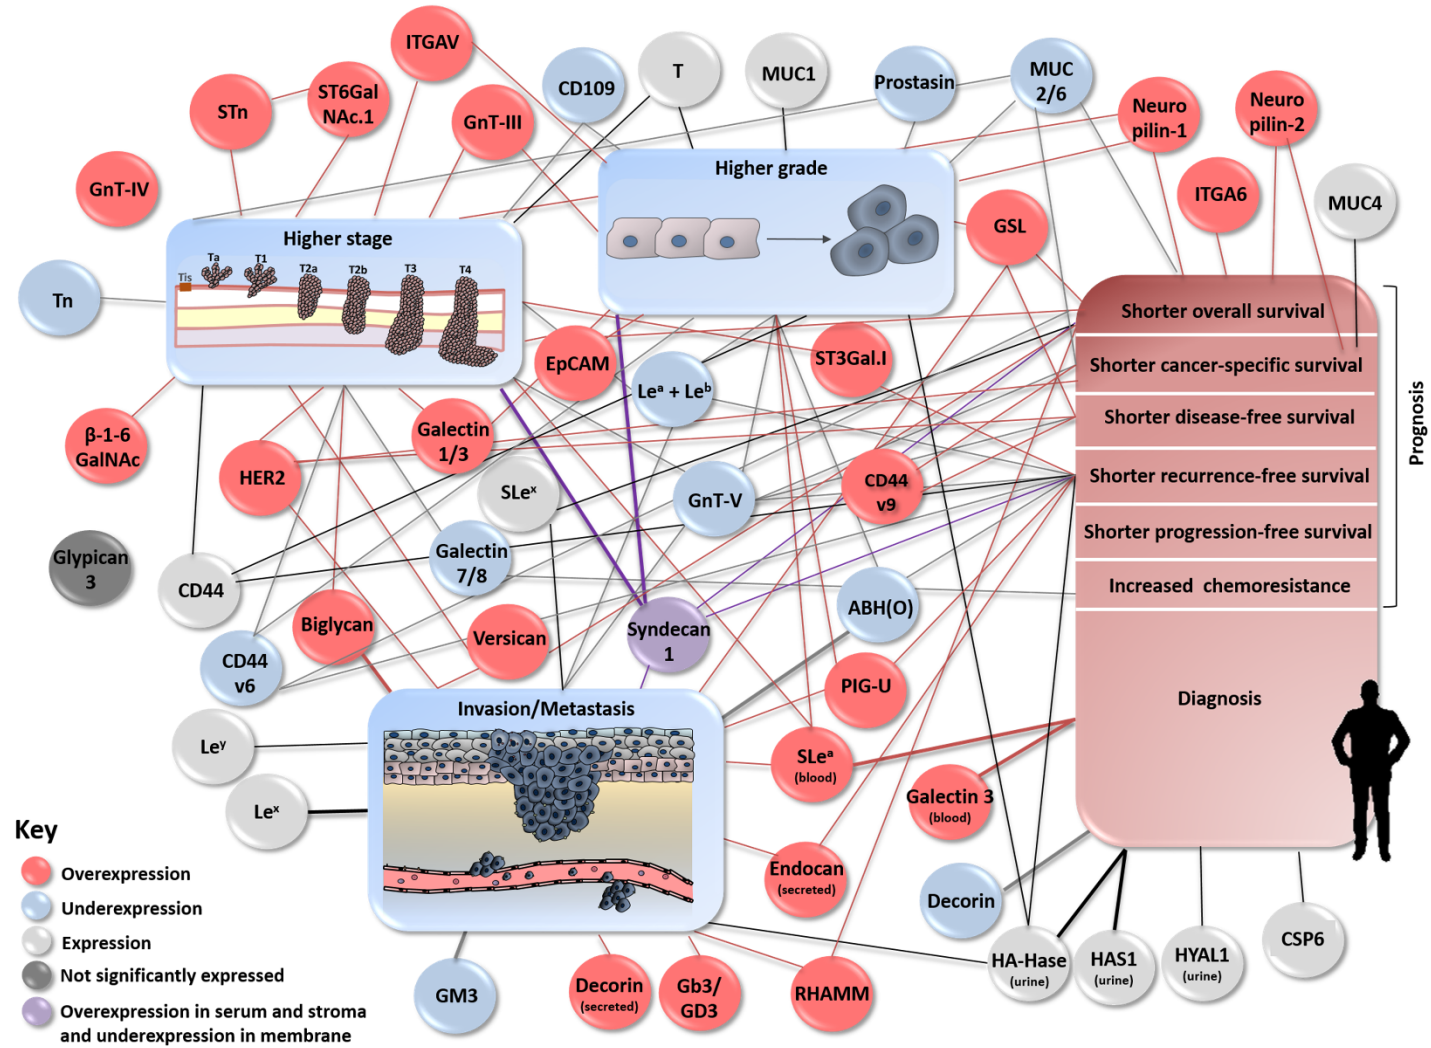 ITGAV
CD109
T
MUC1
Prostasin
MUC
2/6
STn
ST6Gal
NAc.1
GnT-III
Neuro
pilin-1
Neuro
pilin-2
GnT-IV
ITGA6
MUC4
Higher grade
GSL
Higher stage
Tis
Ta
T1
T2a
T2b
T3
T4
Tn
Shorter overall survival
Shorter cancer-specific survival
Shorter disease-free survival
Shorter recurrence-free survival
Shorter progression-free survival
Increased chemoresistance
Prognosis
Diagnosis
EpCAM
Leᵃ + Leᵇ
ST3Gal.I
β-1-6
GalNAc
HER2
Galectin
1/3
SLeˣ
GnT-V
CD44
v9
Glypican
3
CD44
Galectin
7/8
ABH(O)
Biglycan
Versican
Syndecan
1
CD44
v6
PIG-U
Leʸ
Invasion/Metastasis
SLeᵃ
(blood)
Galectin 3
(blood)
Leˣ
Endocan
(secreted)
Decorin
GM3
Decorin
(secreted)
Gb3/
GD3
RHAMM
HA-Hase
(urine)
HAS1
(urine)
HYAL1
(urine)
CSP6
Key
Overexpression
Underexpression
Expression
Not significantly expressed
Overexpression in serum and stroma
and underexpression in membrane